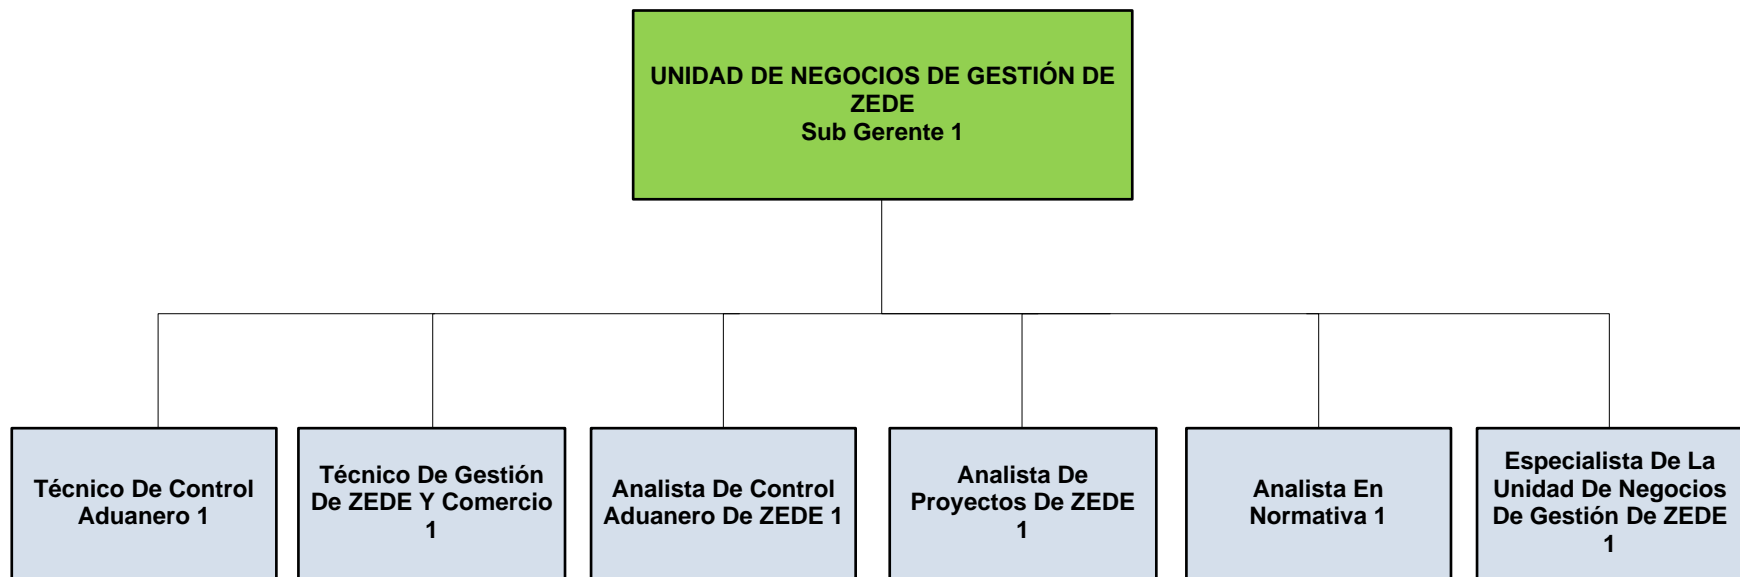 UNIDAD DE NEGOCIOS DE GESTIÓN DE
ZEDE
Sub Gerente 1
Técnico De Control
Aduanero 1
Técnico De Gestión
De ZEDE Y Comercio
1
Analista De Control
Aduanero De ZEDE 1
Analista De
Proyectos De ZEDE
1
Analista En
Normativa 1
Especialista De La
Unidad De Negocios
De Gestión De ZEDE
1